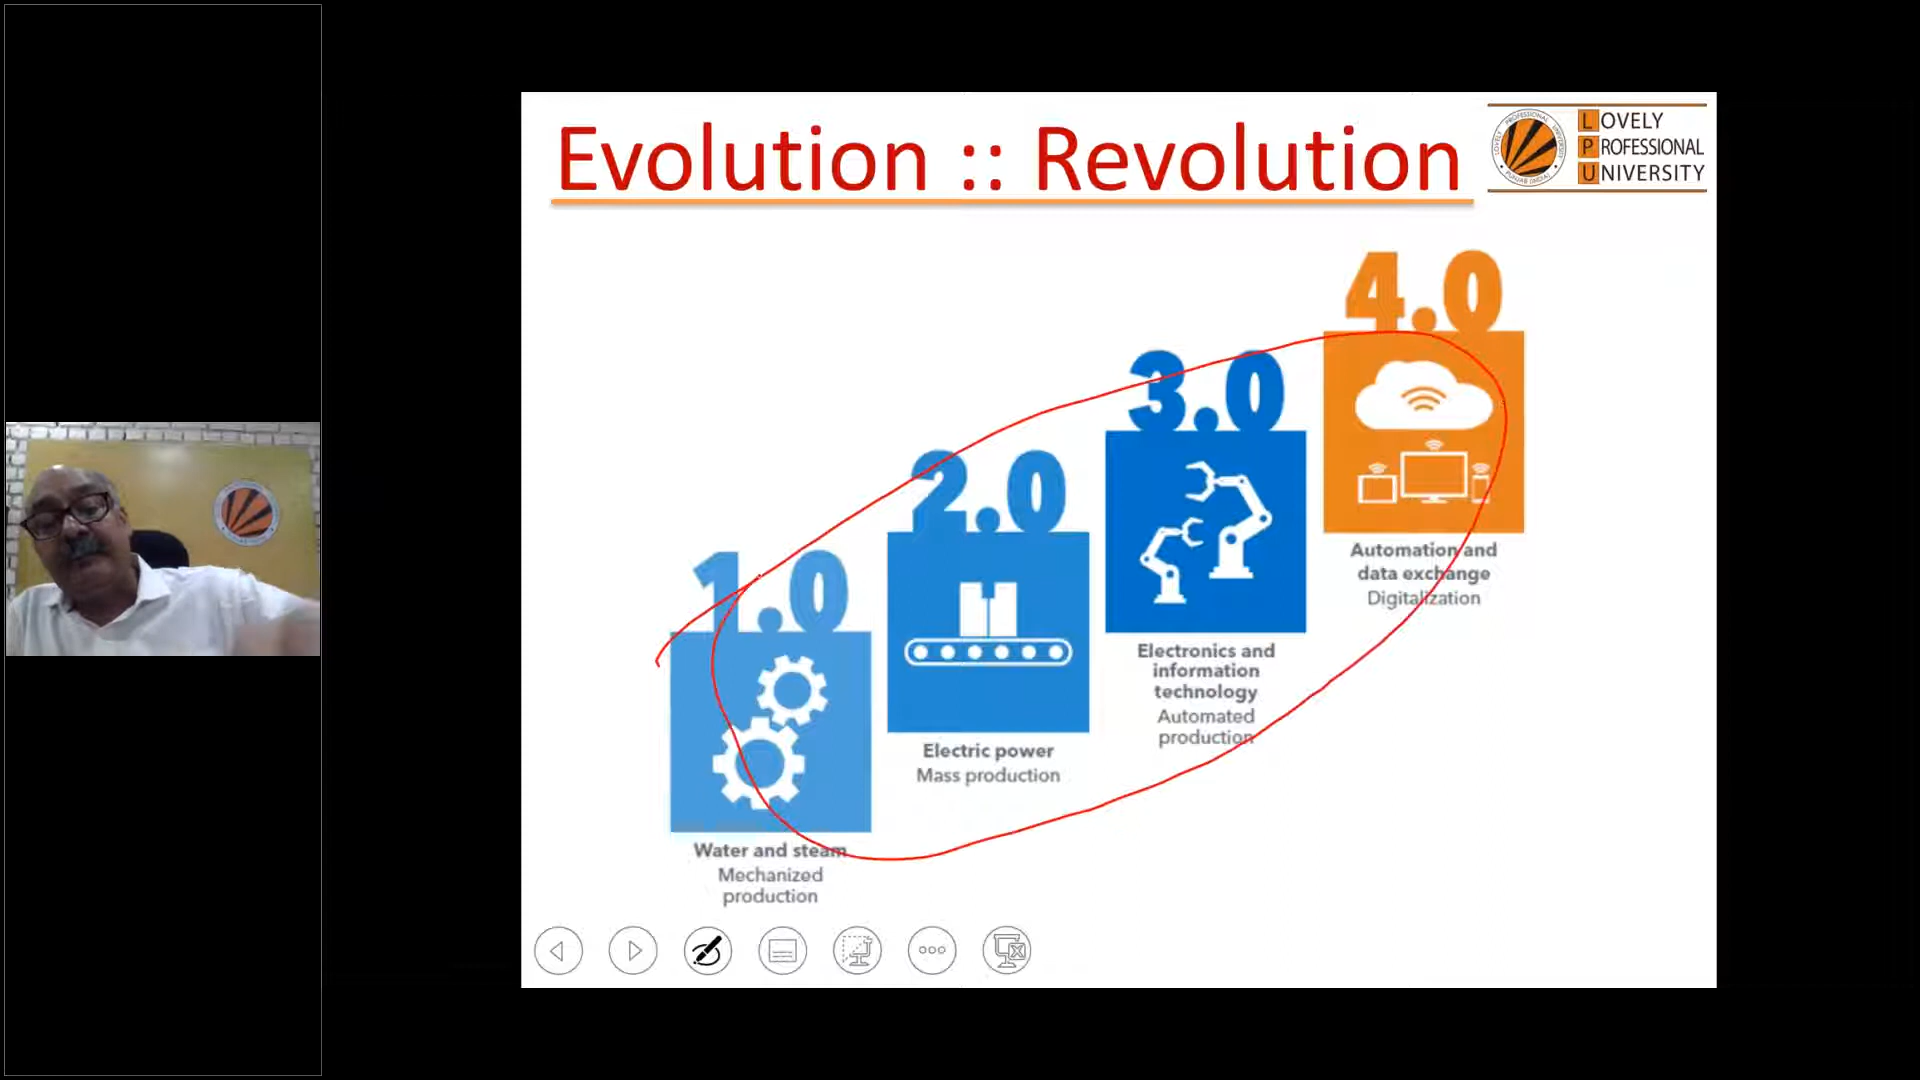 Evolution :: Revolution
LOVELY
PROFESSIONAL
UNIVERSITY
4.0
3.0
2.0
1.0
Automation and
data exchange
Digitalization
Electronics and
information
technology
Automated
production
Electric power
Mass production
Water and steam
Mechanized
production